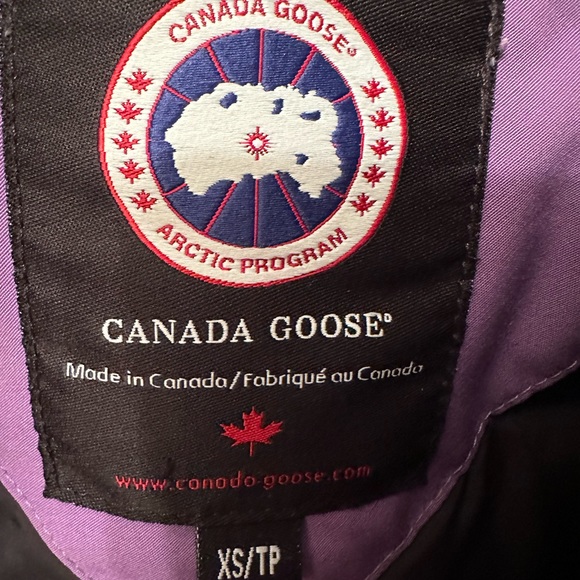 CANADA GOOSE®
ARCTIC PROGRAM
CANADA GOOSE®
Made in Canada/Fabriqué au Canada
www.canada-goose.com
XS/TP